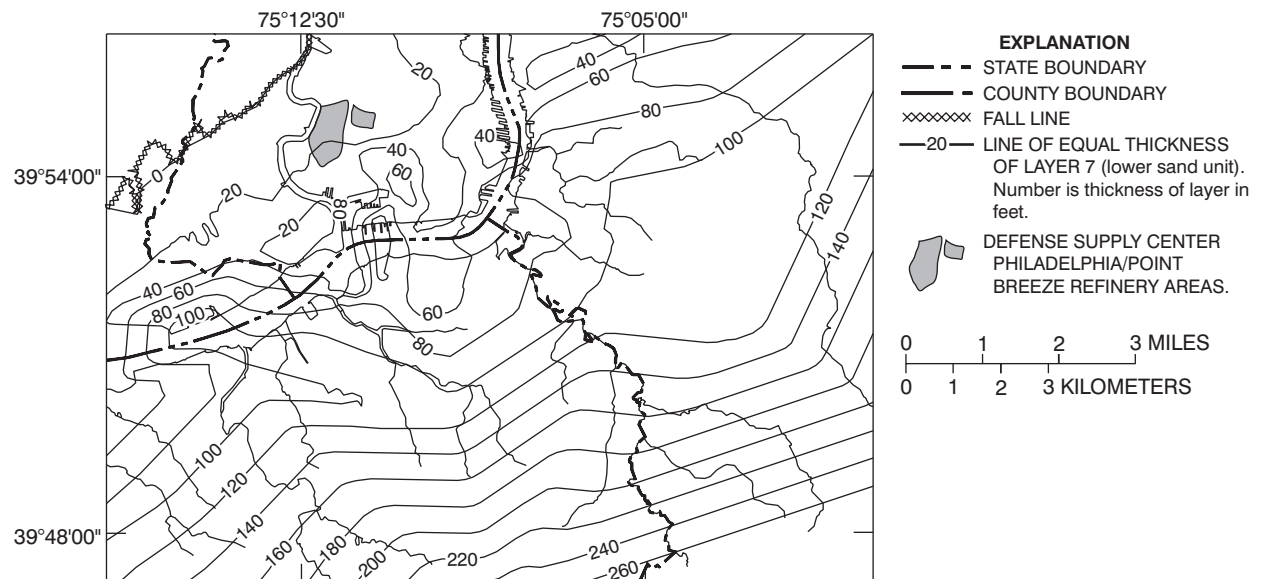 75°12'30"
75°05'00"
39°54'00"
39°48'00"
20
40
60
80
100
40
40
60
0
20
20
80
120
140
40
60
80
100
60
80
100
120
140
160
180
200
220
240
260
EXPLANATION
STATE BOUNDARY
COUNTY BOUNDARY
FALL LINE
20 LINE OF EQUAL THICKNESS
OF LAYER 7 (lower sand unit).
Number is thickness of layer in
feet.
DEFENSE SUPPLY CENTER
PHILADELPHIA/POINT
BREEZE REFINERY AREAS.
0 1 2 3 MILES
0 1 2 3 KILOMETERS